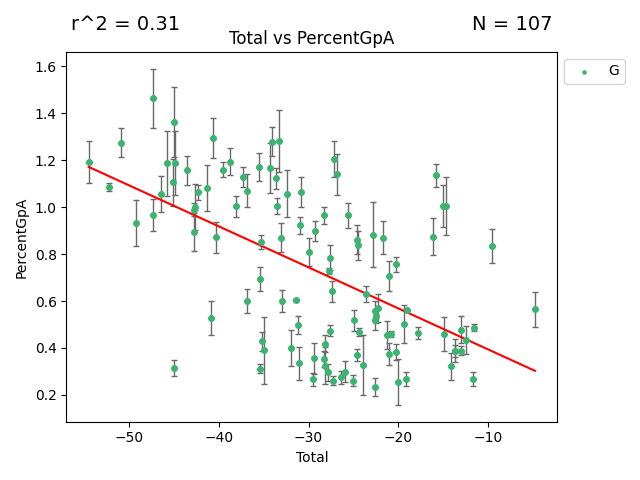 r^2 = 0.31 N = 107
Total vs PercentGpA
G
1.6
1.4
1.2
1.0
0.8
0.6
0.4
0.2
PercentGpA
−50 −40 −30 −20 −10
Total